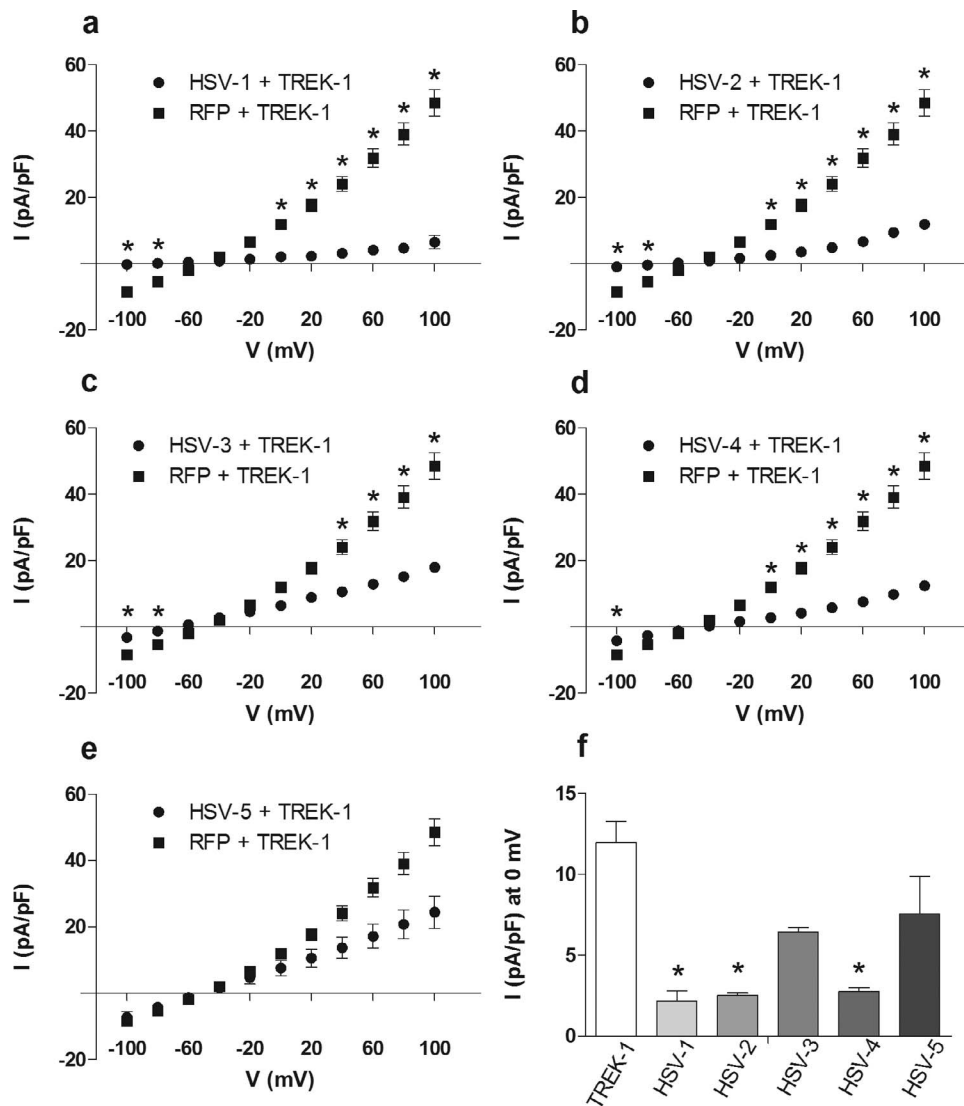 a
60
40
20
-20
I (pA/pF)
HSV-1 + TREK-1
RFP + TREK-1
* * * * * * * *
-100 -60 -20 20 60 100
V (mV)
b
60
40
20
-20
I (pA/pF)
HSV-2 + TREK-1
RFP + TREK-1
* * * * * * * *
-100 -60 -20 20 60 100
V (mV)
c
60
40
20
-20
I (pA/pF)
HSV-3 + TREK-1
RFP + TREK-1
* * * * * *
-100 -60 -20 20 60 100
V (mV)
d
60
40
20
-20
I (pA/pF)
HSV-4 + TREK-1
RFP + TREK-1
* * * * * * *
-100 -60 -20 20 60 100
V (mV)
e
60
40
20
-20
I (pA/pF)
HSV-5 + TREK-1
RFP + TREK-1
-100 -60 -20 20 60 100
V (mV)
f
15
10
5
0
I (pA/pF) at 0 mV
* * *
TREK-1
HSV-1
HSV-2
HSV-3
HSV-4
HSV-5